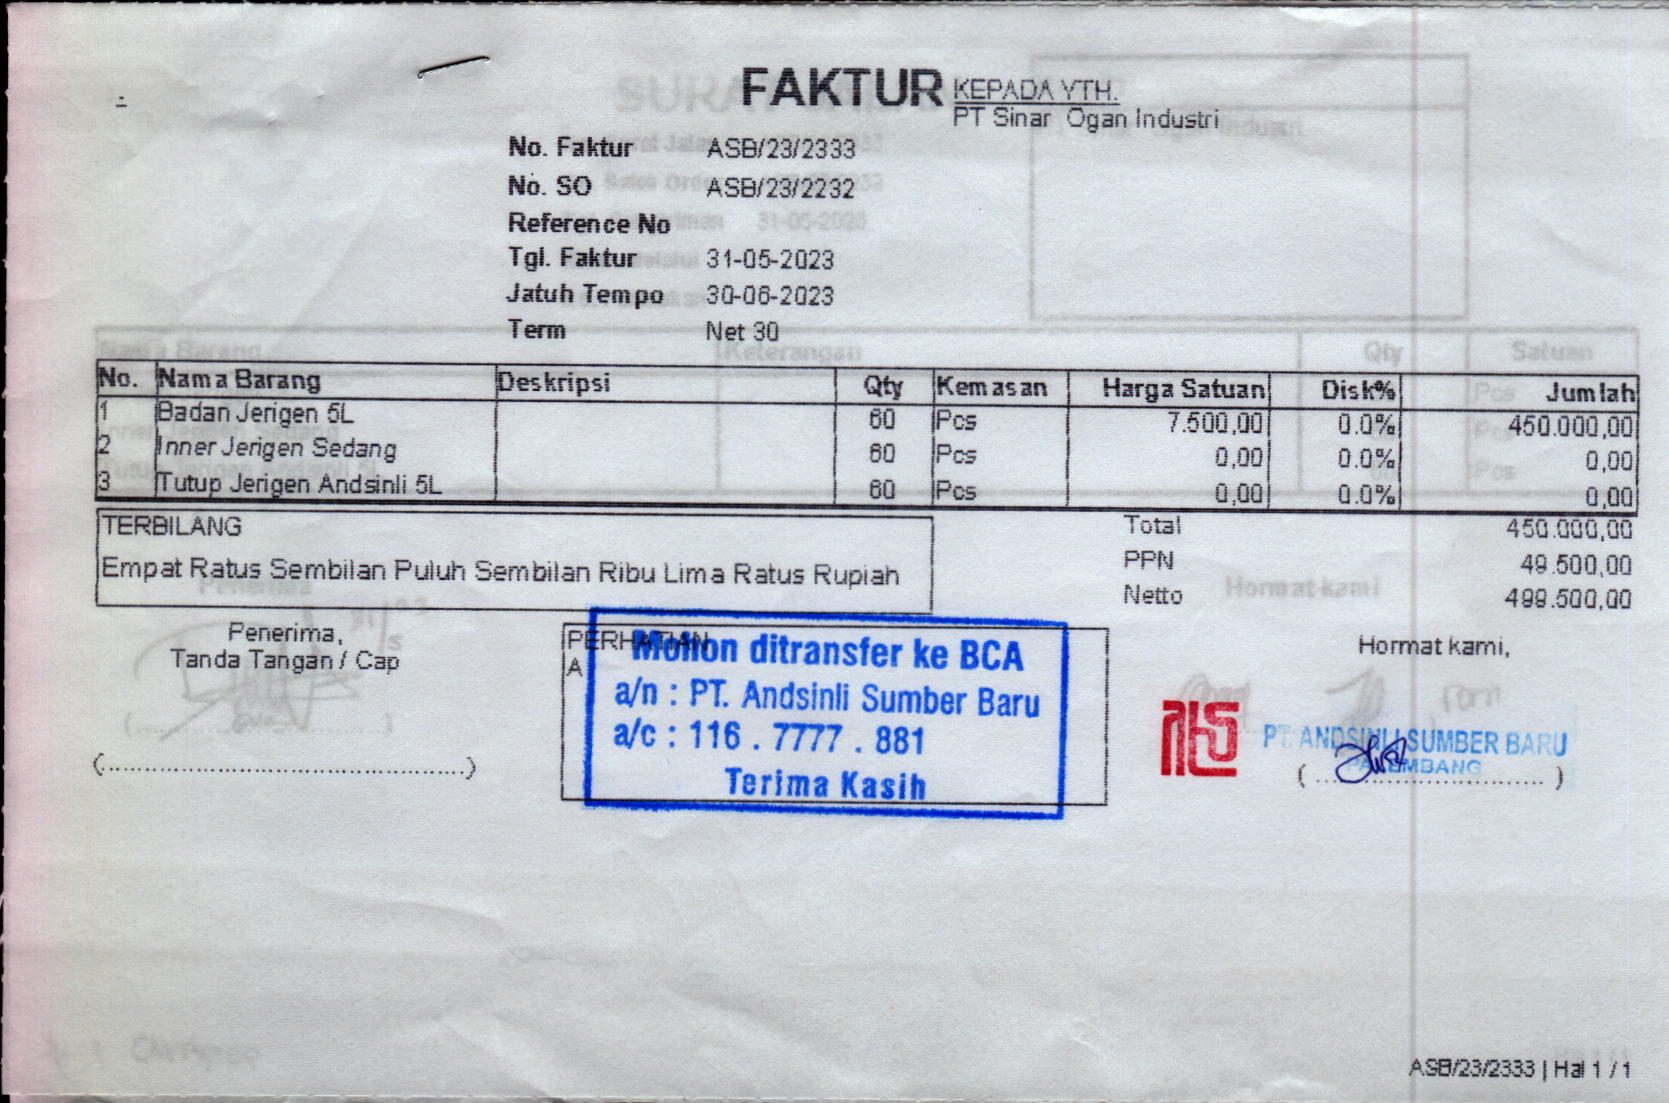 FAKTUR
KEPADA YTH.
PT Sinar Ogan Industri
No. Faktur ASB/23/2333
No. SO ASB/23/2232
Reference No
Tgl. Faktur 31-05-2023
Jatuh Tempo 30-06-2023
Term Net 30
No. Nama Barang Deskripsi Qty Kemasan Harga Satuan Disk% Jumlah
1 Badan Jerigen 5L 60 Pcs 7.500,00 0.0% 450.000,00
2 Inner Jerigen Sedang 60 Pcs 0,00 0.0% 0,00
3 Tutup Jerigen Andsinli 5L 60 Pcs 0,00 0.0% 0,00
TERBILANG
Empat Ratus Sembilan Puluh Sembilan Ribu Lima Ratus Rupiah
Total 450.000,00
PPN 49.500,00
Netto 499.500,00
Penerima,
Tanda Tangan / Cap
(................................................)
PERHATIAN
A
Mohon ditransfer ke BCA
a/n : PT. Andsinli Sumber Baru
a/c : 116 . 7777 . 881
Terima Kasih
Hormat kami,
PT. ANDSINLI SUMBER BARU
PALEMBANG
(................................)
ASB/23/2333 | Hal 1 / 1